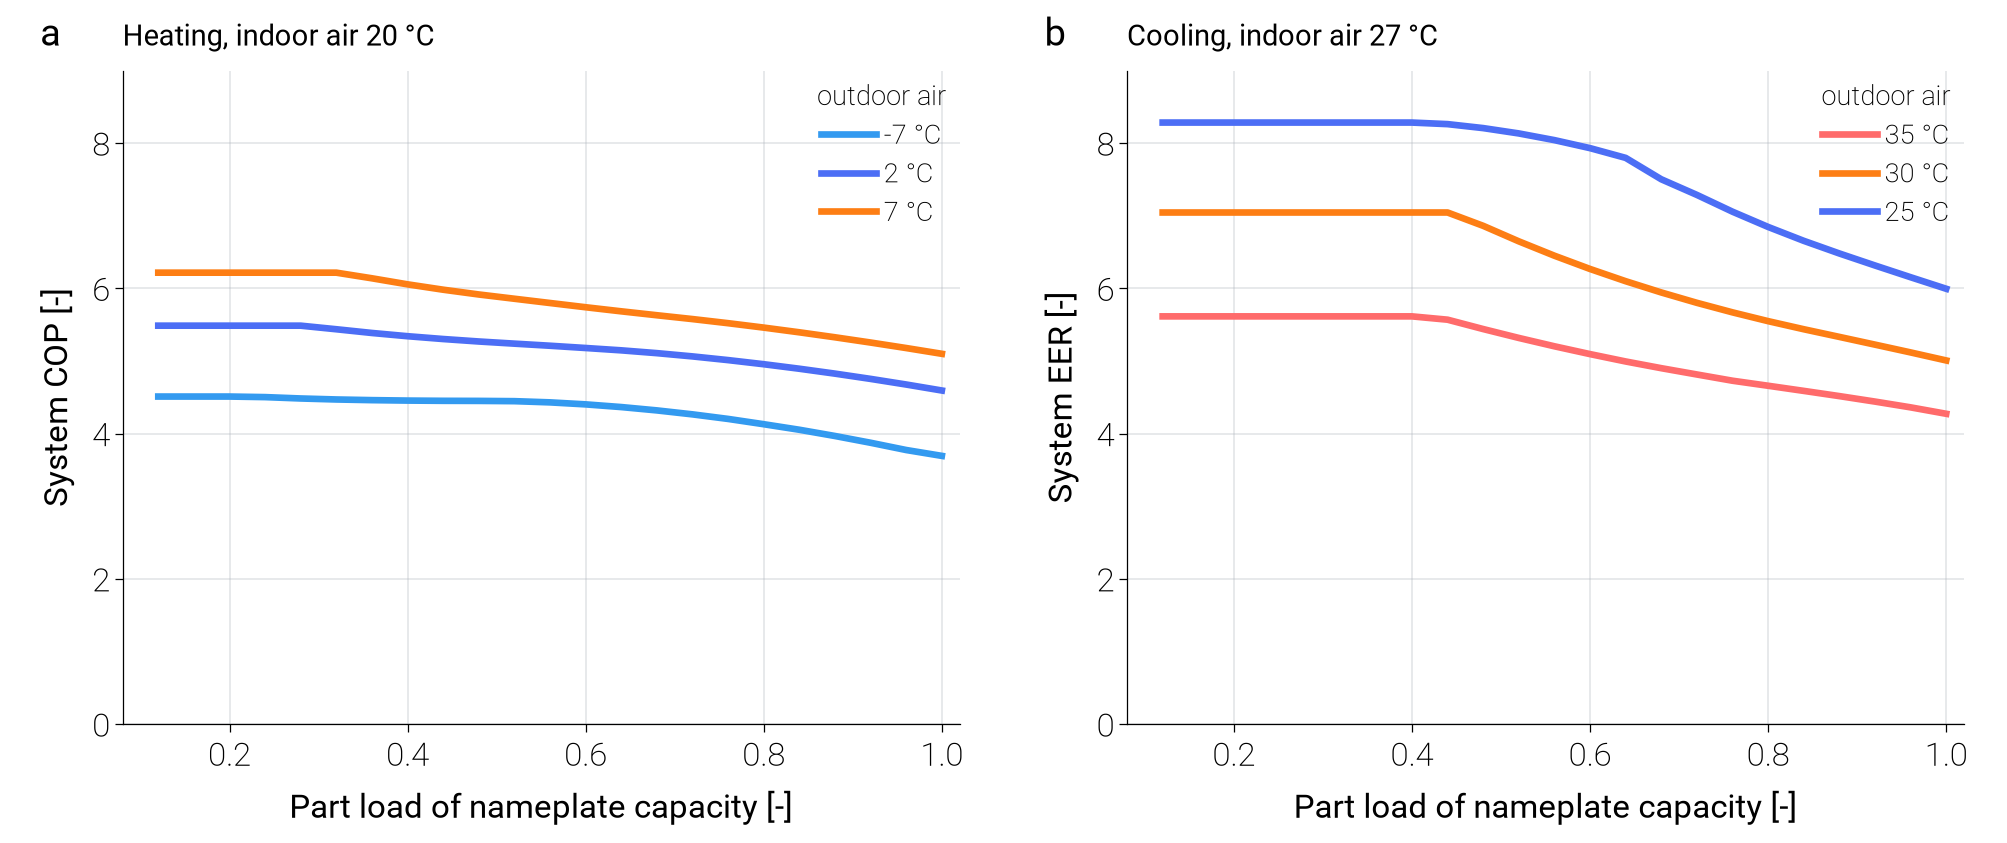 a
Heating, indoor air 20 °C
System COP [-]
8
6
4
2
0
0.2 0.4 0.6 0.8 1.0
Part load of nameplate capacity [-]
outdoor air
-7 °C
2 °C
7 °C
b
Cooling, indoor air 27 °C
System EER [-]
8
6
4
2
0
0.2 0.4 0.6 0.8 1.0
Part load of nameplate capacity [-]
outdoor air
35 °C
30 °C
25 °C